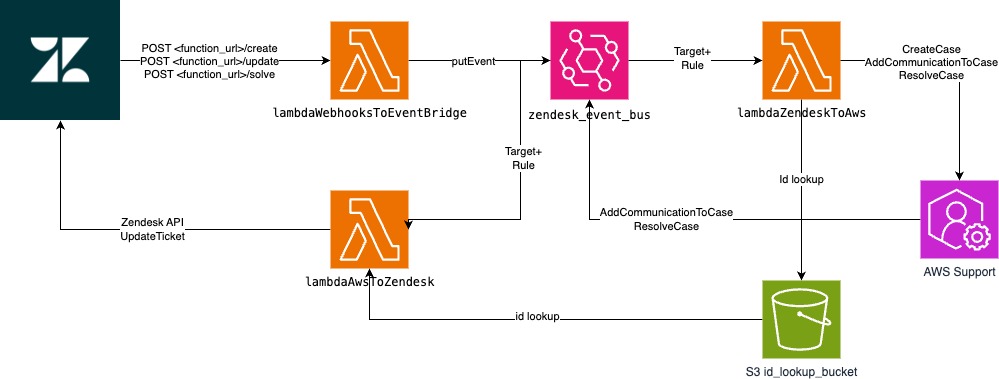 POST <function_url>/create
POST <function_url>/update
POST <function_url>/solve
putEvent
Target+
Rule
CreateCase
AddCommunicationToCase
ResolveCase
lambdaWebhooksToEventBridge
zendesk_event_bus
lambdaZendeskToAws
Target+
Rule
Id lookup
Zendesk API
UpdateTicket
AddCommunicationToCase
ResolveCase
AWS Support
lambdaAwsToZendesk
id lookup
S3 id_lookup_bucket